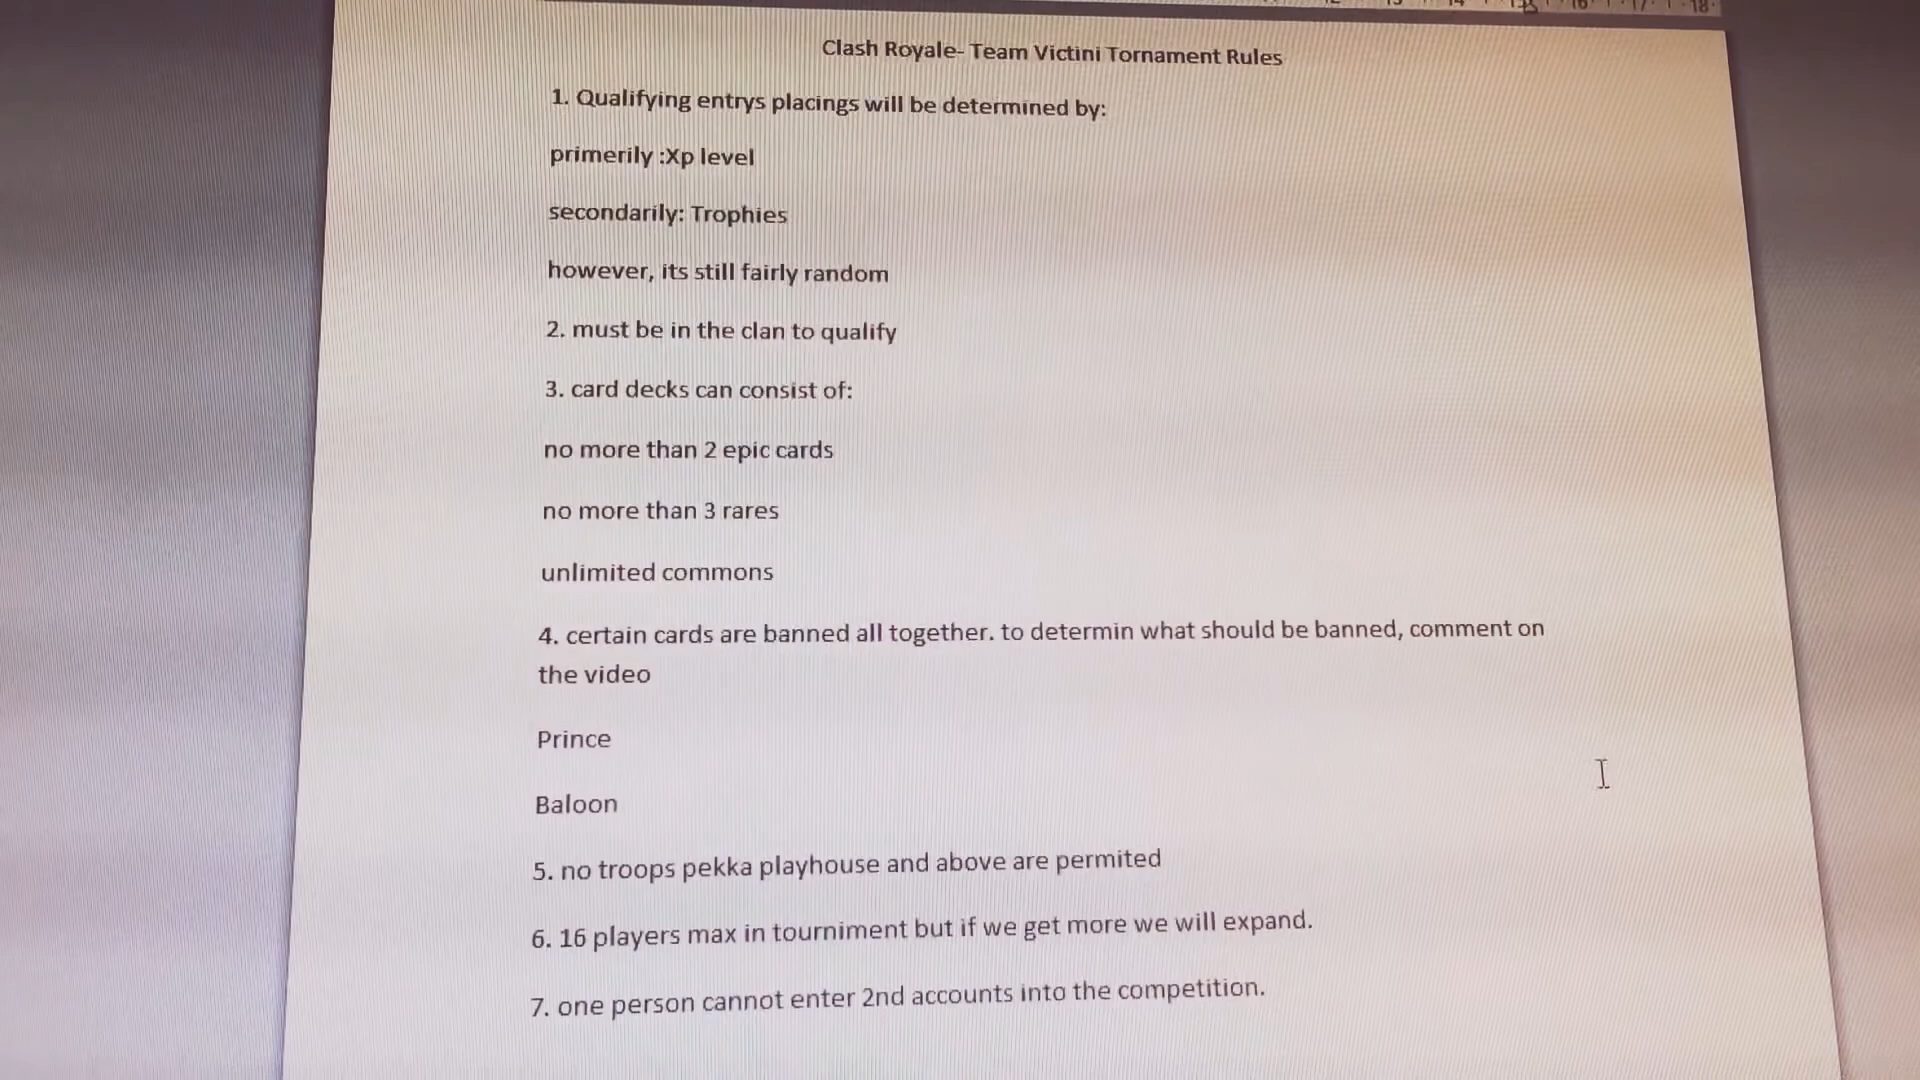 Clash Royale- Team Victini Tornament Rules
1. Qualifying entrys placings will be determined by:
primerily :Xp level
secondarily: Trophies
however, its still fairly random
2. must be in the clan to qualify
3. card decks can consist of:
no more than 2 epic cards
no more than 3 rares
unlimited commons
4. certain cards are banned all together. to determin what should be banned, comment on
the video
Prince
Baloon
5. no troops pekka playhouse and above are permited
6. 16 players max in tourniment but if we get more we will expand.
7. one person cannot enter 2nd accounts into the competition.